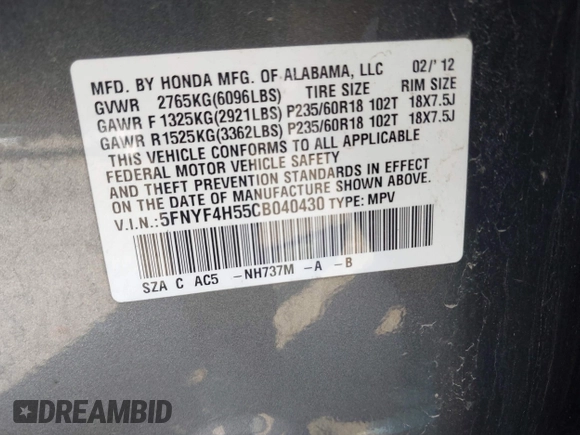 MFD. BY HONDA MFG. OF ALABAMA, LLC 02/' 12
GVWR 2765KG(6096LBS) TIRE SIZE RIM SIZE
GAWR F 1325KG(2921LBS) P235/60R18 102T 18X7.5J
GAWR R1525KG(3362LBS) P235/60R18 102T 18X7.5J
THIS VEHICLE CONFORMS TO ALL APPLICABLE
FEDERAL MOTOR VEHICLE SAFETY
AND THEFT PREVENTION STANDARDS IN EFFECT
ON THE DATE OF MANUFACTURE SHOWN ABOVE.
V.I.N.:5FNYF4H55CB040430 TYPE: MPV
SZA C AC5 -NH737M -A -B
DREAMBID